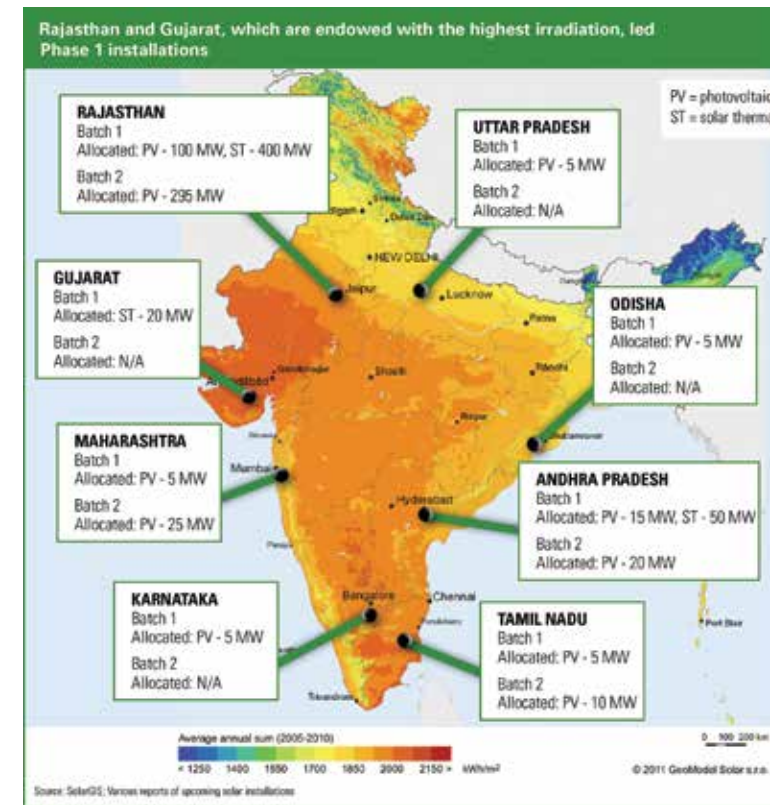 Rajasthan and Gujarat, which are endowed with the highest irradiation, led
Phase 1 installations
PV = photovoltaic
ST = solar therma
RAJASTHAN
Batch 1
Allocated: PV - 100 MW, ST - 400 MW
Batch 2
Allocated: PV - 295 MW
UTTAR PRADESH
Batch 1
Allocated: PV - 5 MW
Batch 2
Allocated: N/A
NEW DELHI
Jaipur
Lucknow
Patna
GUJARAT
Batch 1
Allocated: ST - 20 MW
Batch 2
Allocated: N/A
ODISHA
Batch 1
Allocated: PV - 5 MW
Batch 2
Allocated: N/A
Gandhinagar
Ranchi
Raipur
MAHARASHTRA
Batch 1
Allocated: PV - 5 MW
Batch 2
Allocated: PV - 25 MW
Mumbai
Hyderabad
ANDHRA PRADESH
Batch 1
Allocated: PV - 15 MW, ST - 50 MW
Batch 2
Allocated: PV - 20 MW
KARNATAKA
Batch 1
Allocated: PV - 5 MW
Batch 2
Allocated: N/A
Bangalore
Chennai
TAMIL NADU
Batch 1
Allocated: PV - 5 MW
Batch 2
Allocated: PV - 10 MW
Port Blair
Trivandrum
Average annual sum (2005-2010)
< 1250 1400 1550 1700 1850 2000 2150 > kWh/m²
0 100 200 km
© 2011 GeoModel Solar s.r.o.
Source: SolarGIS; Various reports of upcoming solar installations